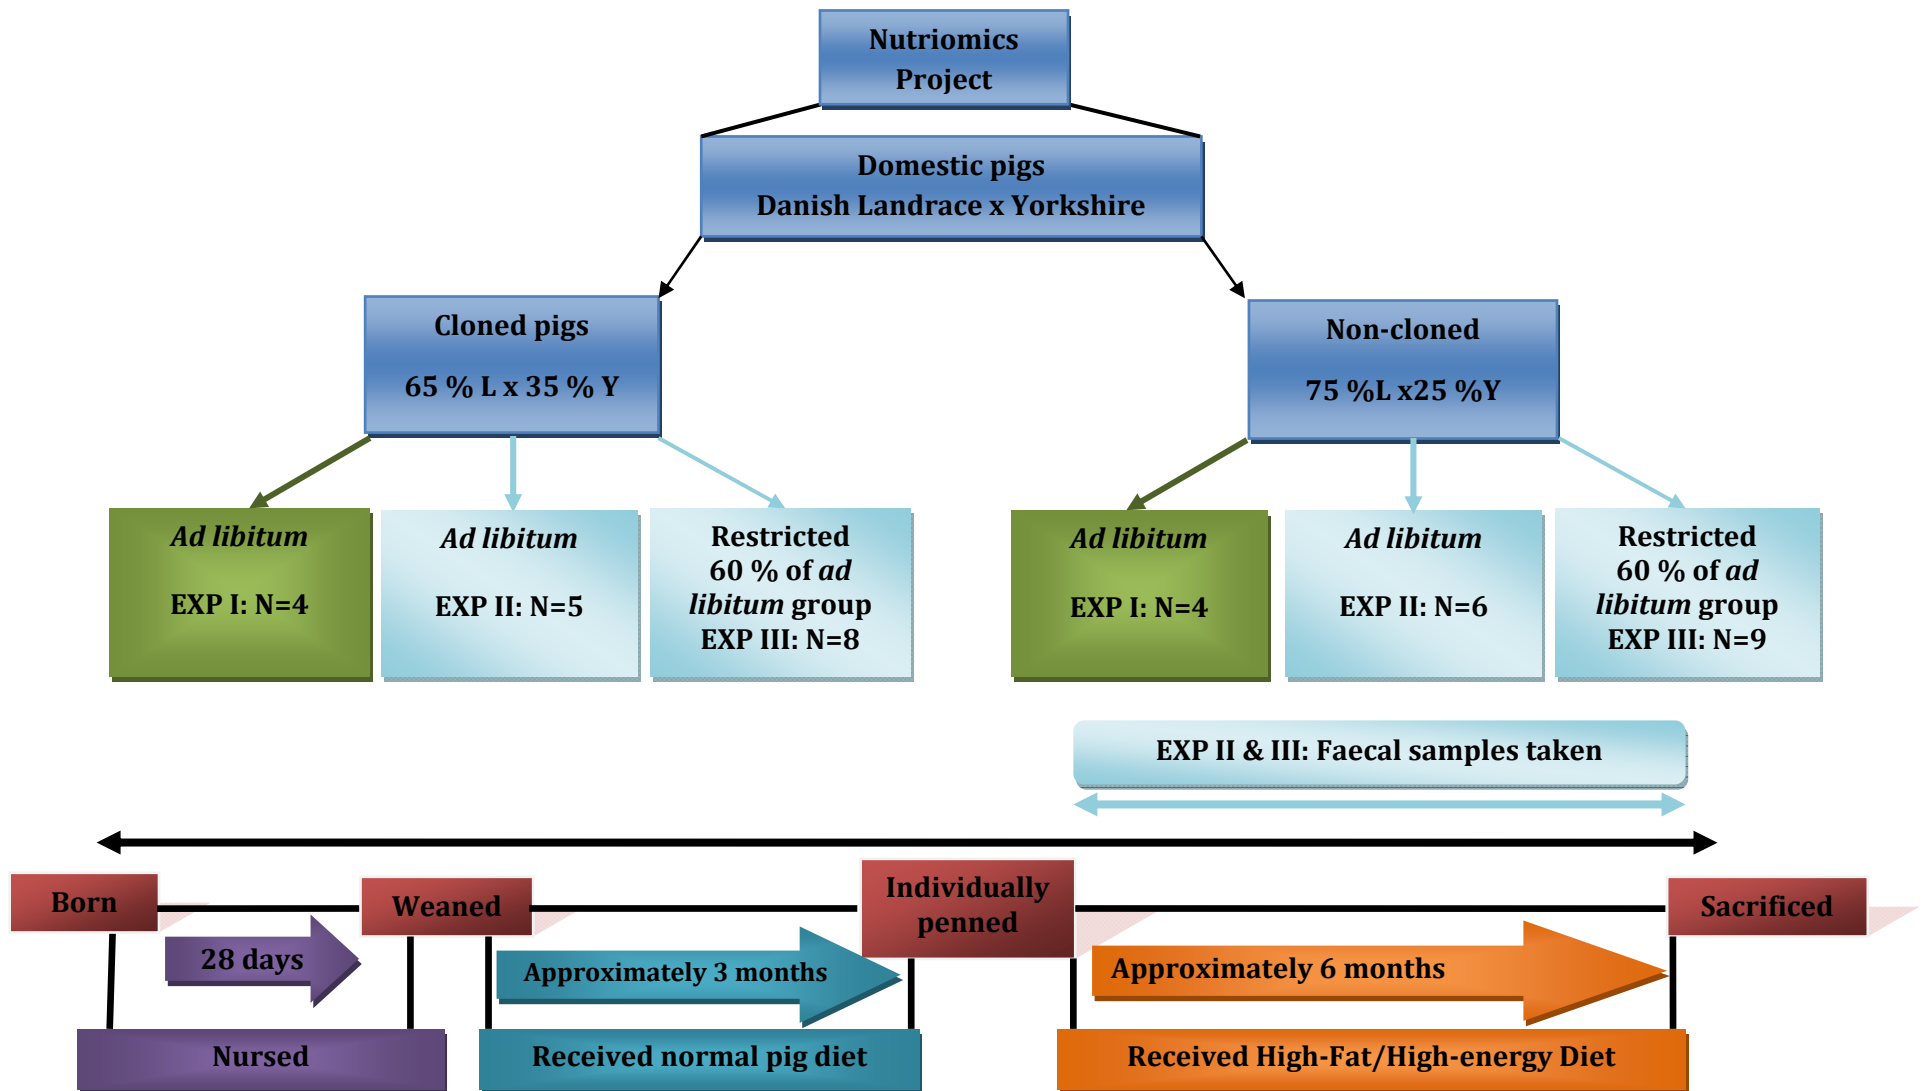 Nutriomics
Project
Domestic pigs
Danish Landrace x Yorkshire
Cloned pigs
65 % L x 35 % Y
Non-cloned
75 %L x25 %Y
Ad libitum
EXP I: N=4
Ad libitum
EXP II: N=5
Restricted
60 % of ad
libitum group
EXP III: N=8
Ad libitum
EXP I: N=4
Ad libitum
EXP II: N=6
Restricted
60 % of ad
libitum group
EXP III: N=9
EXP II & III: Faecal samples taken
Born
Weaned
Individually
penned
Sacrificed
28 days
Approximately 3 months
Approximately 6 months
Nursed
Received normal pig diet
Received High-Fat/High-energy Diet